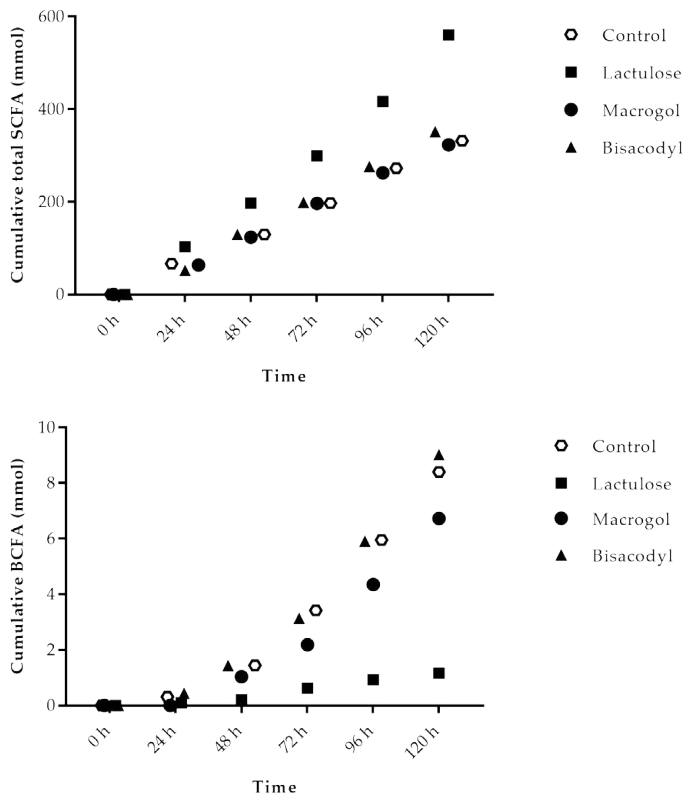 Cumulative total SCFA (mmol)
600
400
200
0
0 h
24 h
48 h
72 h
96 h
120 h
Time
Control
Lactulose
Macrogol
Bisacodyl
Cumulative BCFA (mmol)
10
8
6
4
2
0
0 h
24 h
48 h
72 h
96 h
120 h
Time
Control
Lactulose
Macrogol
Bisacodyl